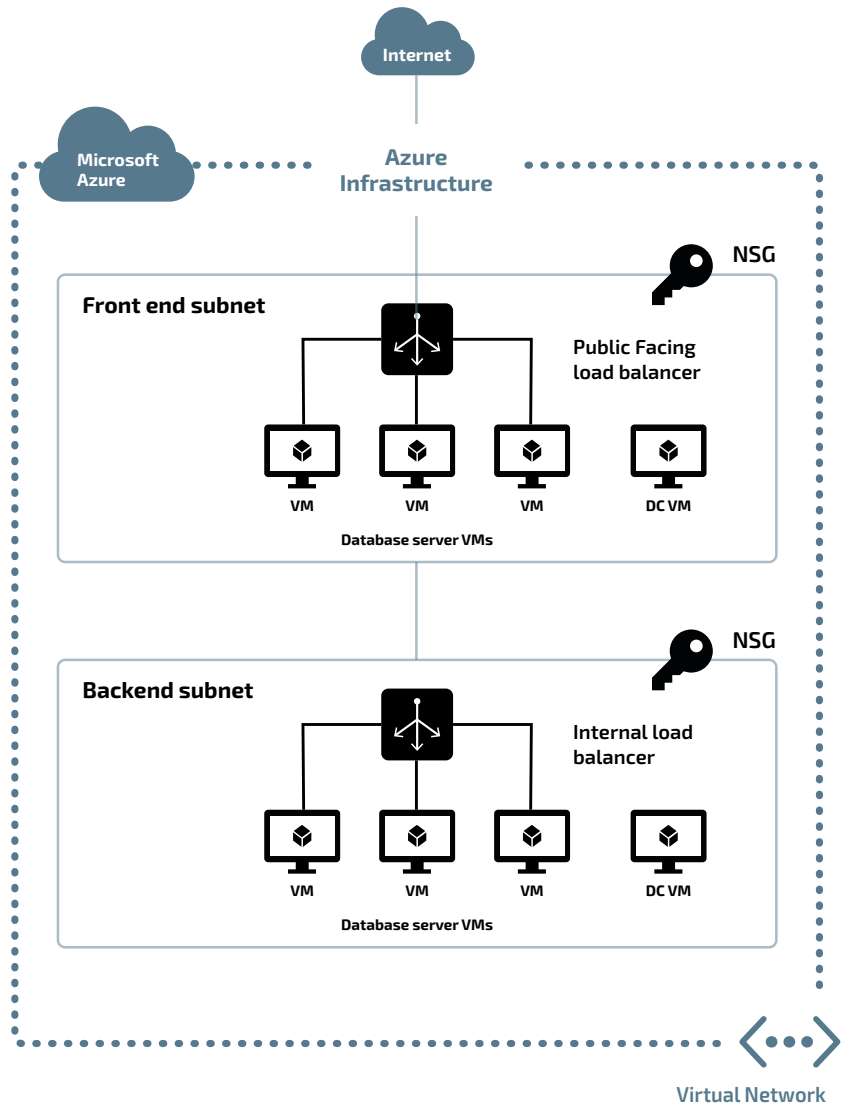 Internet
Microsoft
Azure
Azure
Infrastructure
NSG
Front end subnet
Public Facing
load balancer
VM
VM
VM
DC VM
Database server VMs
NSG
Backend subnet
Internal load
balancer
VM
VM
VM
DC VM
Database server VMs
Virtual Network